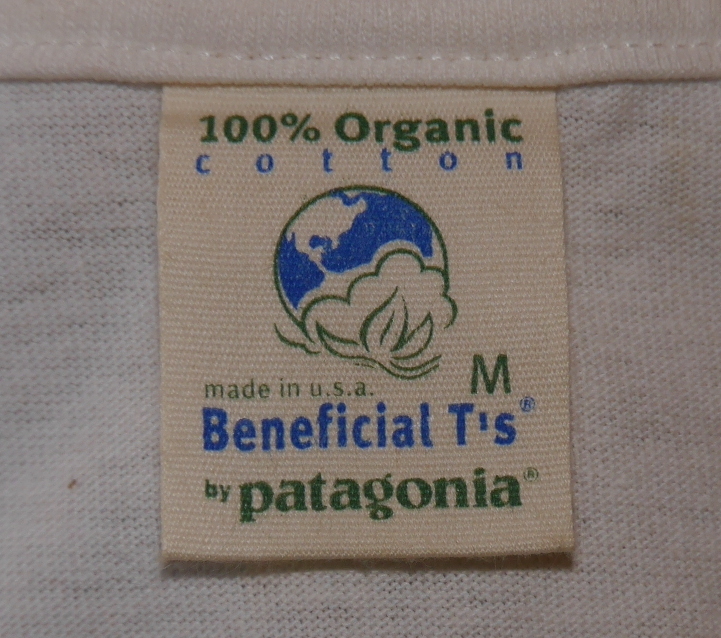 100% Organic
cotton
M
made in u.s.a.
Beneficial T's®
by patagonia®